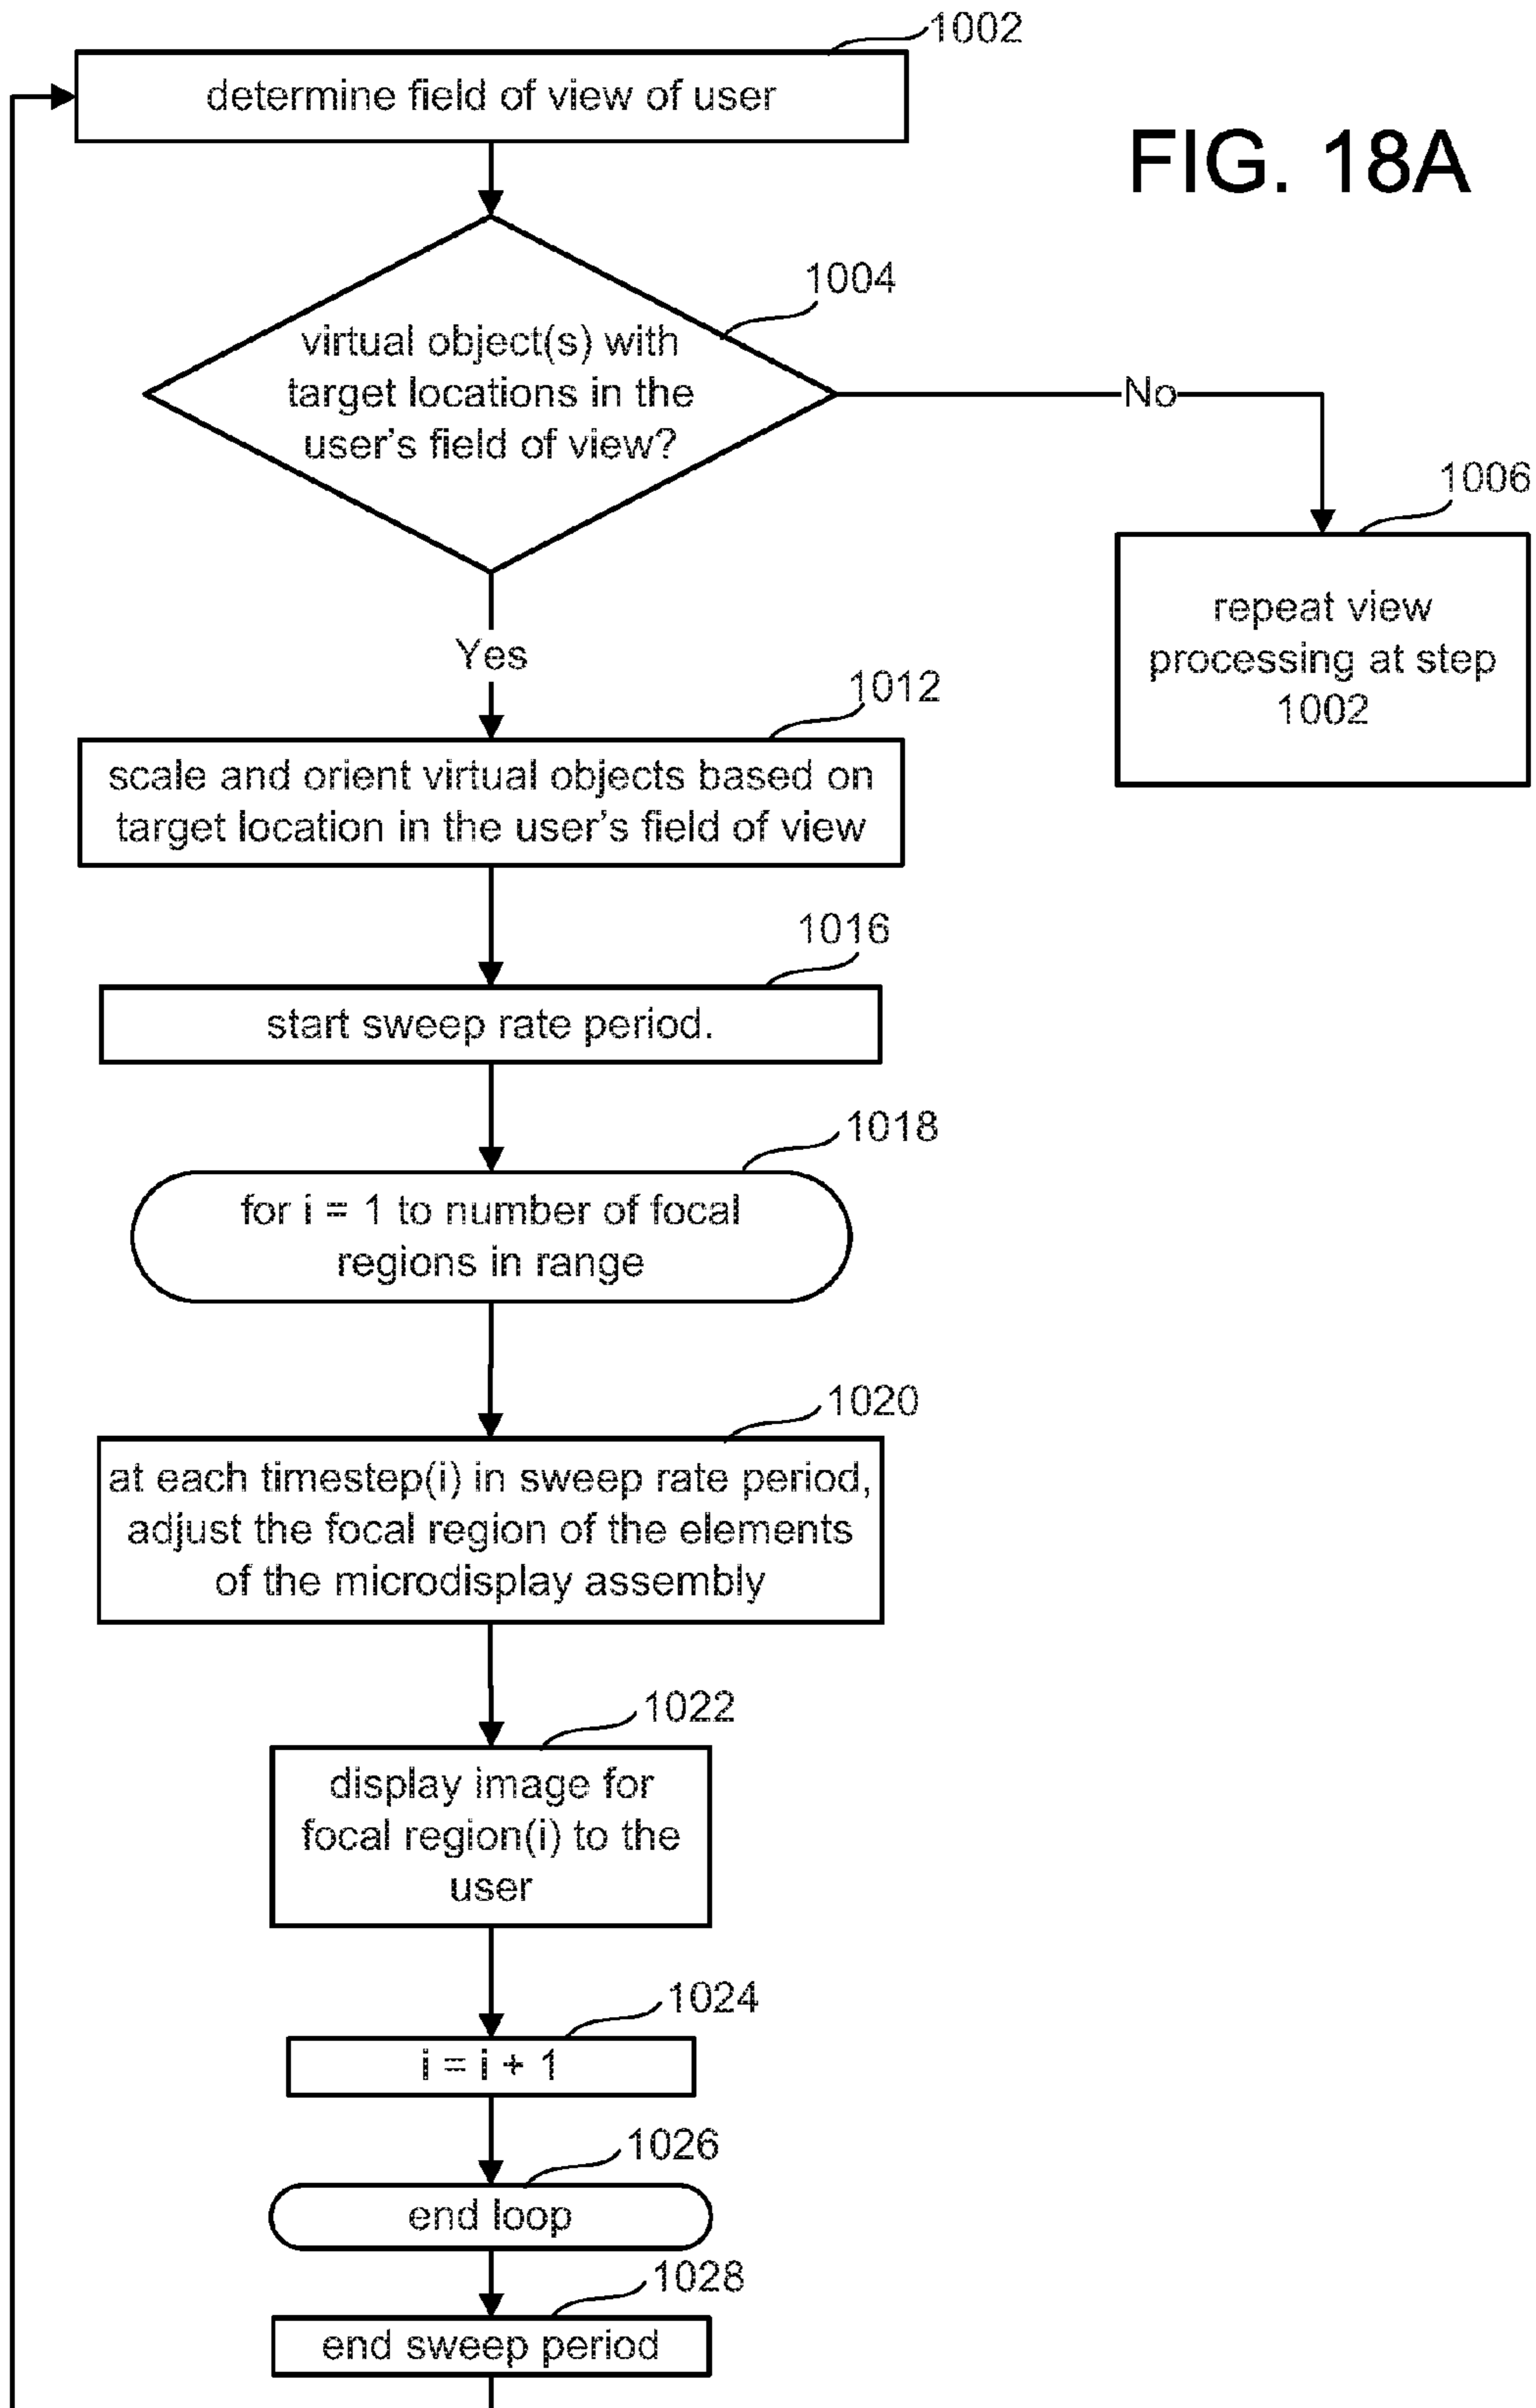 1002
determine field of view of user
FIG. 18A
1004
virtual object(s) with
target locations in the
user's field of view?
No
1006
repeat view
processing at step
1002
Yes
1012
scale and orient virtual objects based on
target location in the user's field of view
1016
start sweep rate period.
1018
for i = 1 to number of focal
regions in range
1020
at each timestep(i) in sweep rate period,
adjust the focal region of the elements
of the microdisplay assembly
1022
display image for
focal region(i) to the
user
1024
i = i + 1
1026
end loop
1028
end sweep period